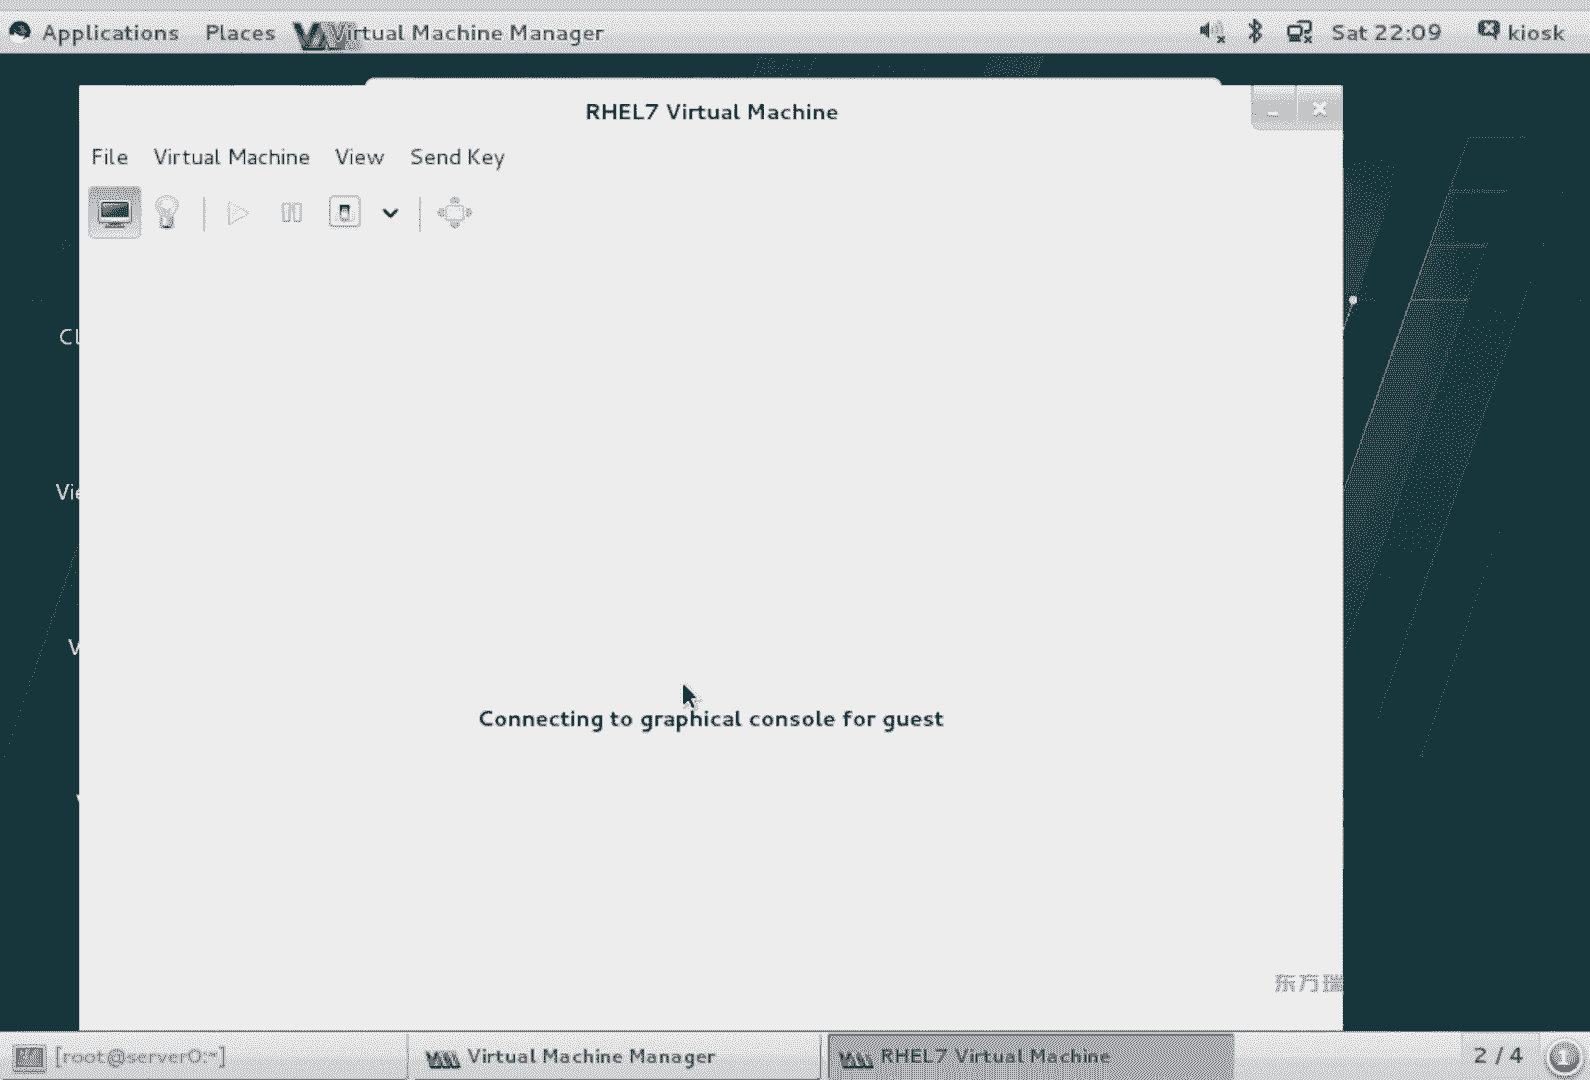 Applications Places Virtual Machine Manager Sat 22:09 kiosk
RHEL7 Virtual Machine
File Virtual Machine View Send Key
Connecting to graphical console for guest
东方瑞
[root@server0:~] Virtual Machine Manager RHEL7 Virtual Machine 2 / 4 1